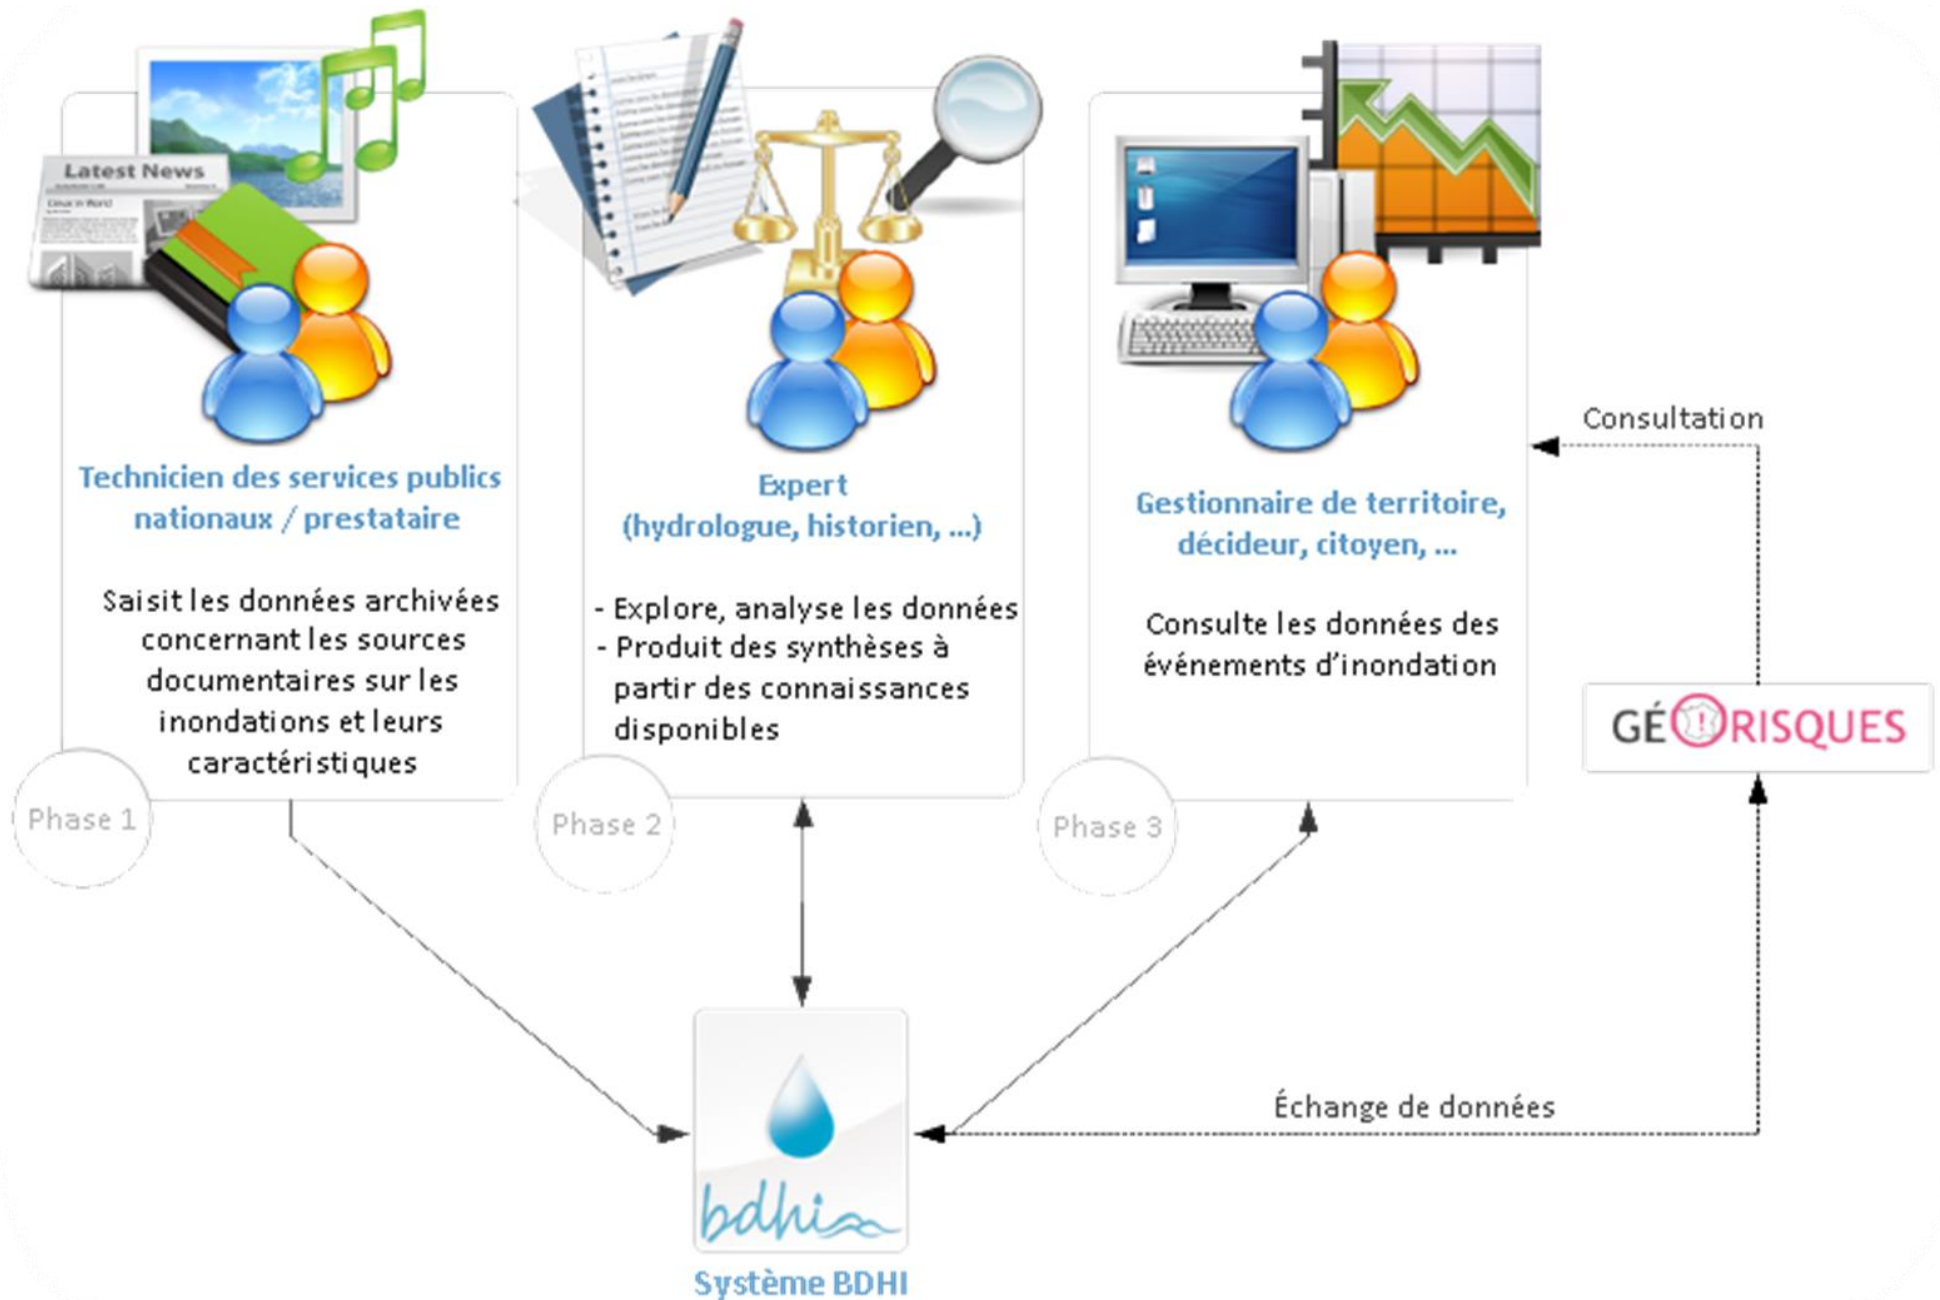 Latest News
Technicien des services publics
nationaux / prestataire
Saisit les données archivées
concernant les sources
documentaires sur les
inondations et leurs
caractéristiques
Phase 1
Expert
(hydrologue, historien, ...)
- Explore, analyse les données
- Produit des synthèses à
partir des connaissances
disponibles
Phase 2
Gestionnaire de territoire,
décideur, citoyen, ...
Consulte les données des
événements d'inondation
Phase 3
Consultation
GÉORISQUES
Échange de données
bdhi
Système BDHI